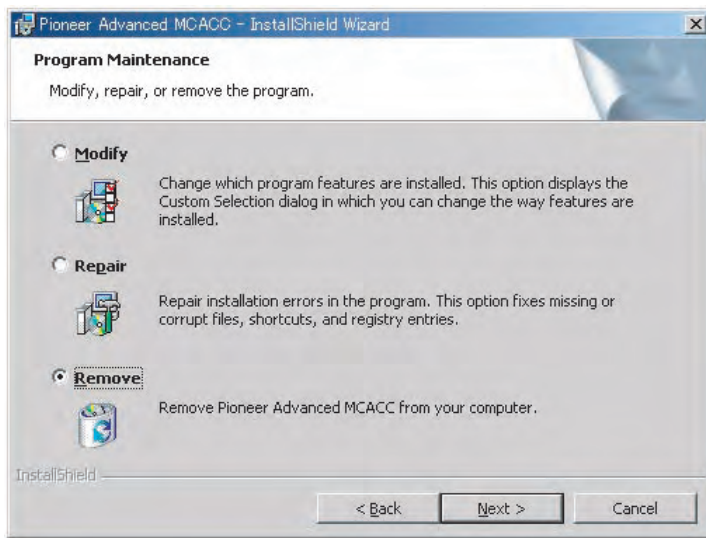 Pioneer Advanced MCACC - InstallShield Wizard
Program Maintenance
Modify, repair, or remove the program.
Modify
Change which program features are installed. This option displays the
Custom Selection dialog in which you can change the way features are
installed.
Repair
Repair installation errors in the program. This option fixes missing or
corrupt files, shortcuts, and registry entries.
Remove
Remove Pioneer Advanced MCACC from your computer.
InstallShield
< Back
Next >
Cancel